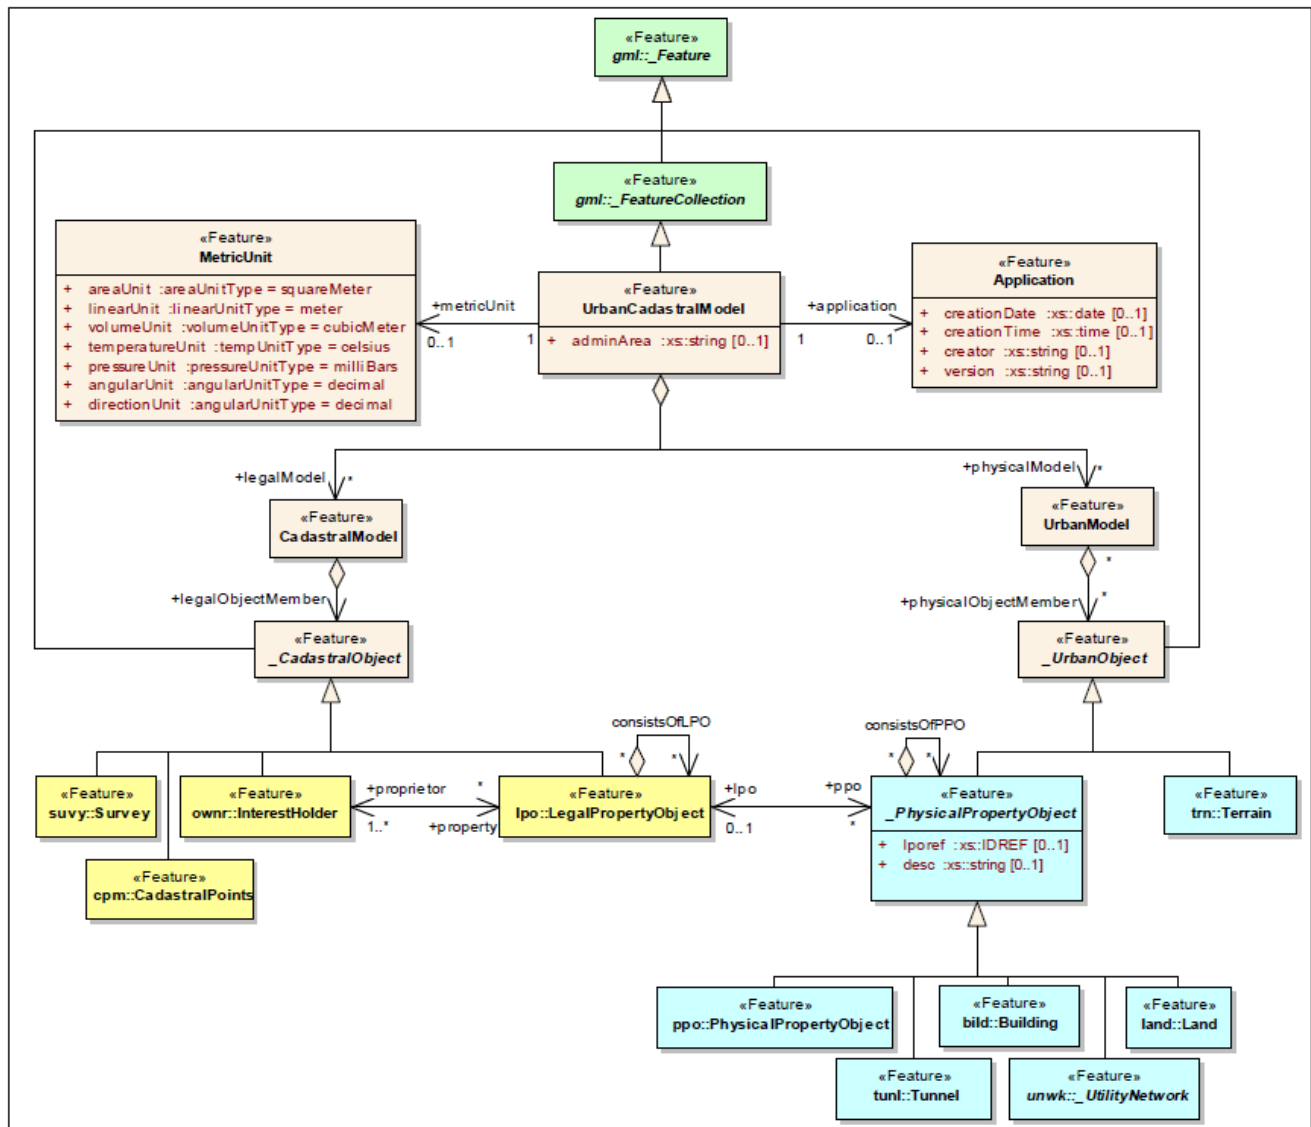 «Feature»
gml::_Feature
«Feature»
gml::_FeatureCollection
«Feature»
MetricUnit
+ areaUnit :areaUnitType = squareMeter
+ linearUnit :linearUnitType = meter
+ volumeUnit :volumeUnitType = cubicMeter
+ temperatureUnit :tempUnitType = celsius
+ pressureUnit :pressureUnitType = milliBars
+ angularUnit :angularUnitType = decimal
+ directionUnit :angularUnitType = decimal
+metricUnit
0..1
1
«Feature»
UrbanCadastralModel
+ adminArea :xs::string [0..1]
+application
1
0..1
«Feature»
Application
+ creationDate :xs::date [0..1]
+ creationTime :xs::time [0..1]
+ creator :xs::string [0..1]
+ version :xs::string [0..1]
+legalModel
*
+physicalModel
*
«Feature»
CadastralModel
«Feature»
UrbanModel
*
+legalObjectMember
+physicalObjectMember
*
«Feature»
_CadastralObject
«Feature»
_UrbanObject
consistsOfLPO
*
*
consistsOfPPO
*
*
«Feature»
suvy::Survey
«Feature»
ownr::InterestHolder
+proprietor
1..*
*
+property
«Feature»
lpo::LegalPropertyObject
+lpo
0..1
+ppo
*
«Feature»
_PhysicalPropertyObject
+ lporef :xs::IDREF [0..1]
+ desc :xs::string [0..1]
«Feature»
trn::Terrain
«Feature»
cpm::CadastralPoints
«Feature»
ppo::PhysicalPropertyObject
«Feature»
bild::Building
«Feature»
land::Land
«Feature»
tunl::Tunnel
«Feature»
unwk::_UtilityNetwork